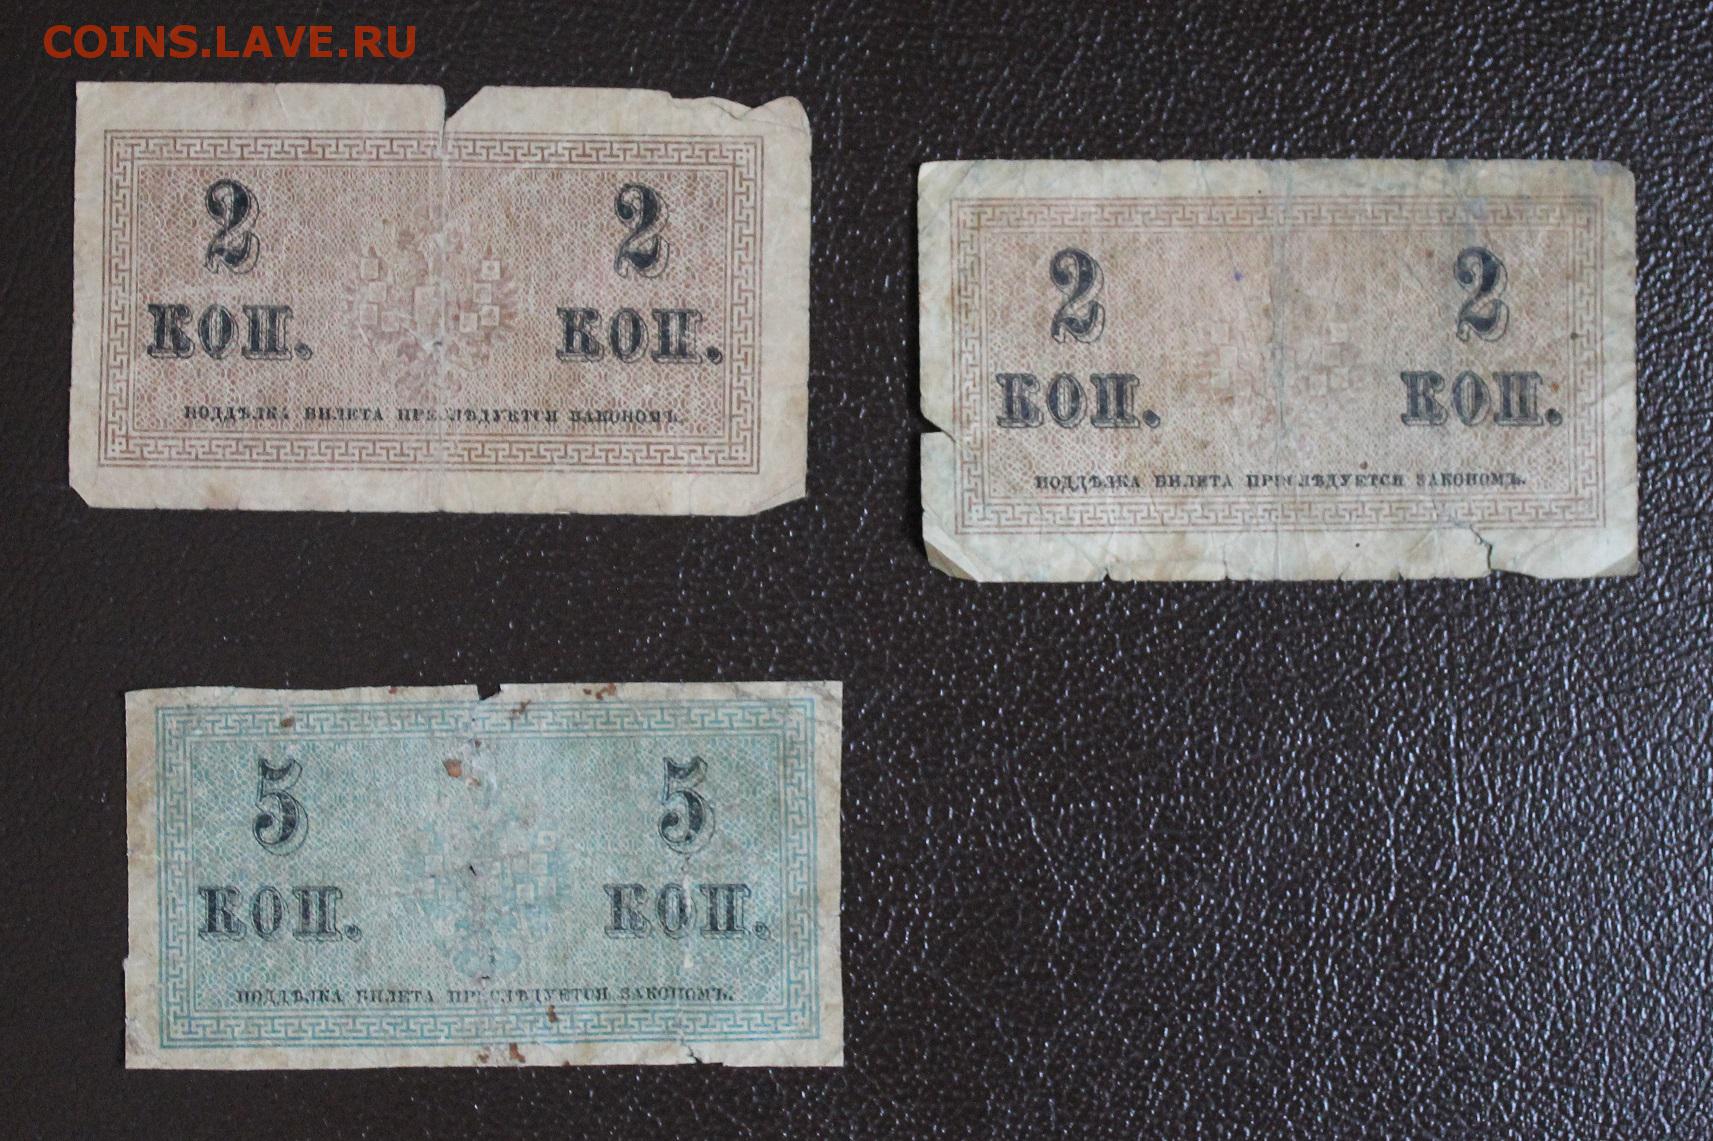 COINS.LAVE.RU
2 2
КОП. КОП.
ПОДДѢЛКА БИЛЕТА ПРЕСЛѢДУЕТСЯ ЗАКОНОМЪ.
2 2
КОП. КОП.
ПОДДѢЛКА БИЛЕТА ПРЕСЛѢДУЕТСЯ ЗАКОНОМЪ.
5 5
КОП. КОП.
ПОДДѢЛКА БИЛЕТА ПРЕСЛѢДУЕТСЯ ЗАКОНОМЪ.